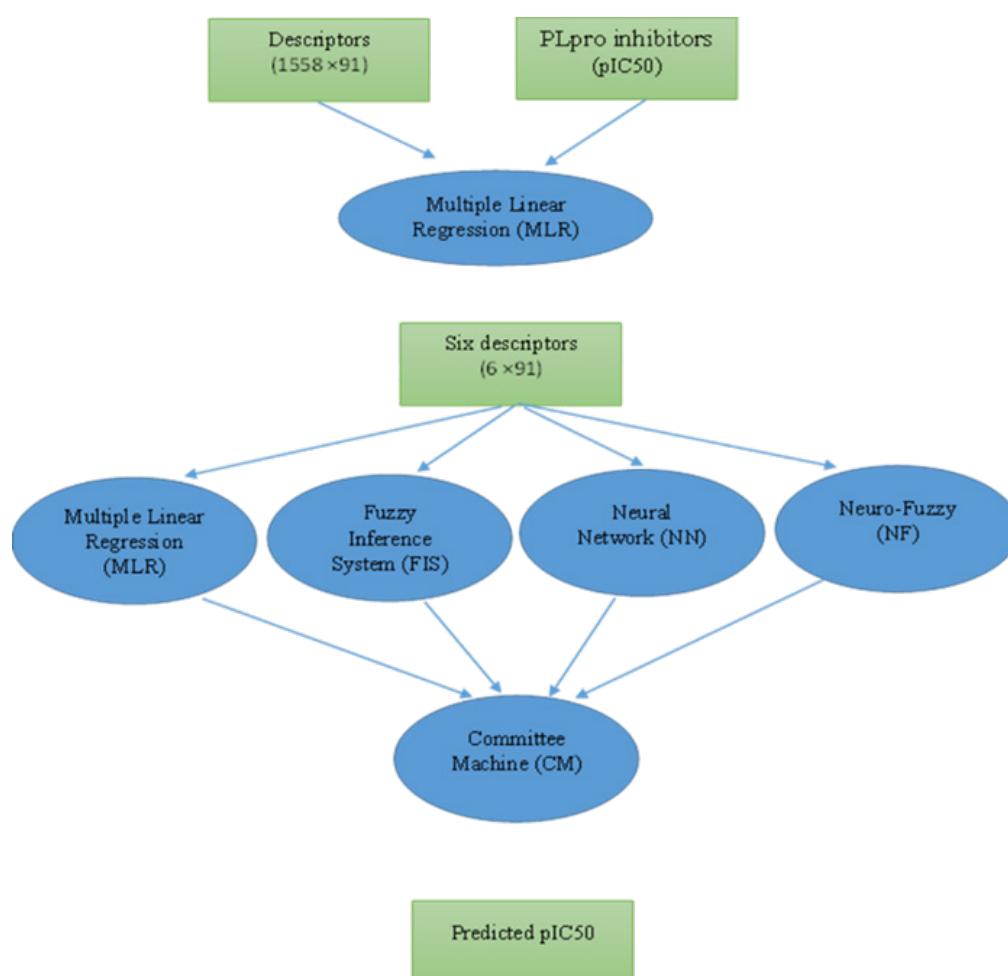 Descriptors
(1558 ×91)
PLpro inhibitors
(pIC50)
Multiple Linear
Regression (MLR)
Six descriptors
(6 ×91)
Multiple Linear
Regression
(MLR)
Fuzzy
Inference
System (FIS)
Neural
Network (NN)
Neuro-Fuzzy
(NF)
Committee
Machine (CM)
Predicted pIC50